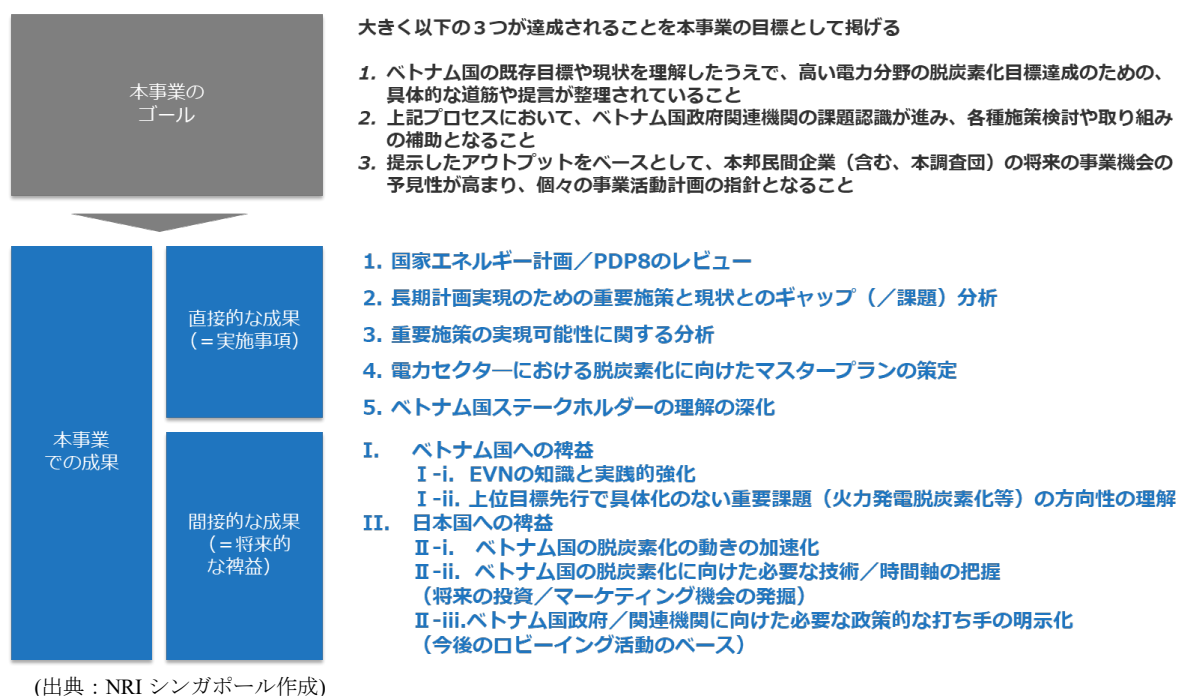 本事業の
ゴール
大きく以下の３つが達成されることを本事業の目標として掲げる
1. ベトナム国の既存目標や現状を理解したうえで、高い電力分野の脱炭素化目標達成のための、
具体的な道筋や提言が整理されていること
2. 上記プロセスにおいて、ベトナム国政府関連機関の課題認識が進み、各種施策検討や取り組み
の補助となること
3. 提示したアウトプットをベースとして、本邦民間企業（含む、本調査団）の将来の事業機会の
予見性が高まり、個々の事業活動計画の指針となること
本事業
での成果
直接的な成果
（＝実施事項）
1. 国家エネルギー計画／PDP8のレビュー
2. 長期計画実現のための重要施策と現状とのギャップ（／課題）分析
3. 重要施策の実現可能性に関する分析
4. 電力セクタ―における脱炭素化に向けたマスタープランの策定
5. ベトナム国ステークホルダーの理解の深化
間接的な成果
（＝将来的
な裨益）
I. ベトナム国への裨益
Ⅰ-i. EVNの知識と実践的強化
Ⅰ-ii. 上位目標先行で具体化のない重要課題（火力発電脱炭素化等）の方向性の理解
II. 日本国への裨益
Ⅱ-i. ベトナム国の脱炭素化の動きの加速化
Ⅱ-ii. ベトナム国の脱炭素化に向けた必要な技術／時間軸の把握
（将来の投資／マーケティング機会の発掘）
Ⅱ-iii.ベトナム国政府／関連機関に向けた必要な政策的な打ち手の明示化
（今後のロビーイング活動のベース）
(出典：NRI シンガポール作成)